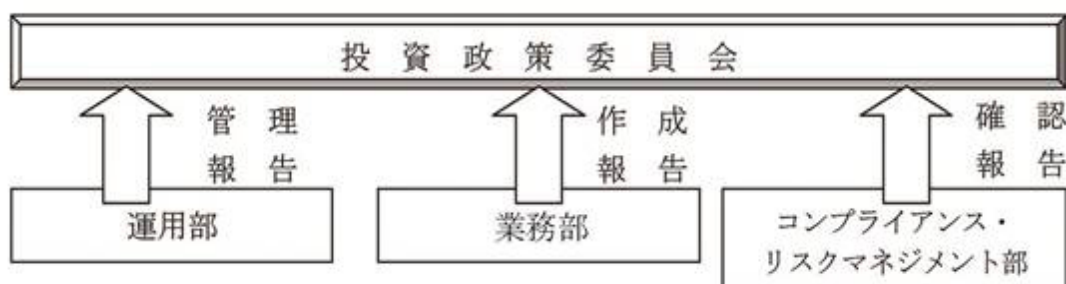 投資政策委員会
管理
報告
作成
報告
確認
報告
運用部
業務部
コンプライアンス・
リスクマネジメント部